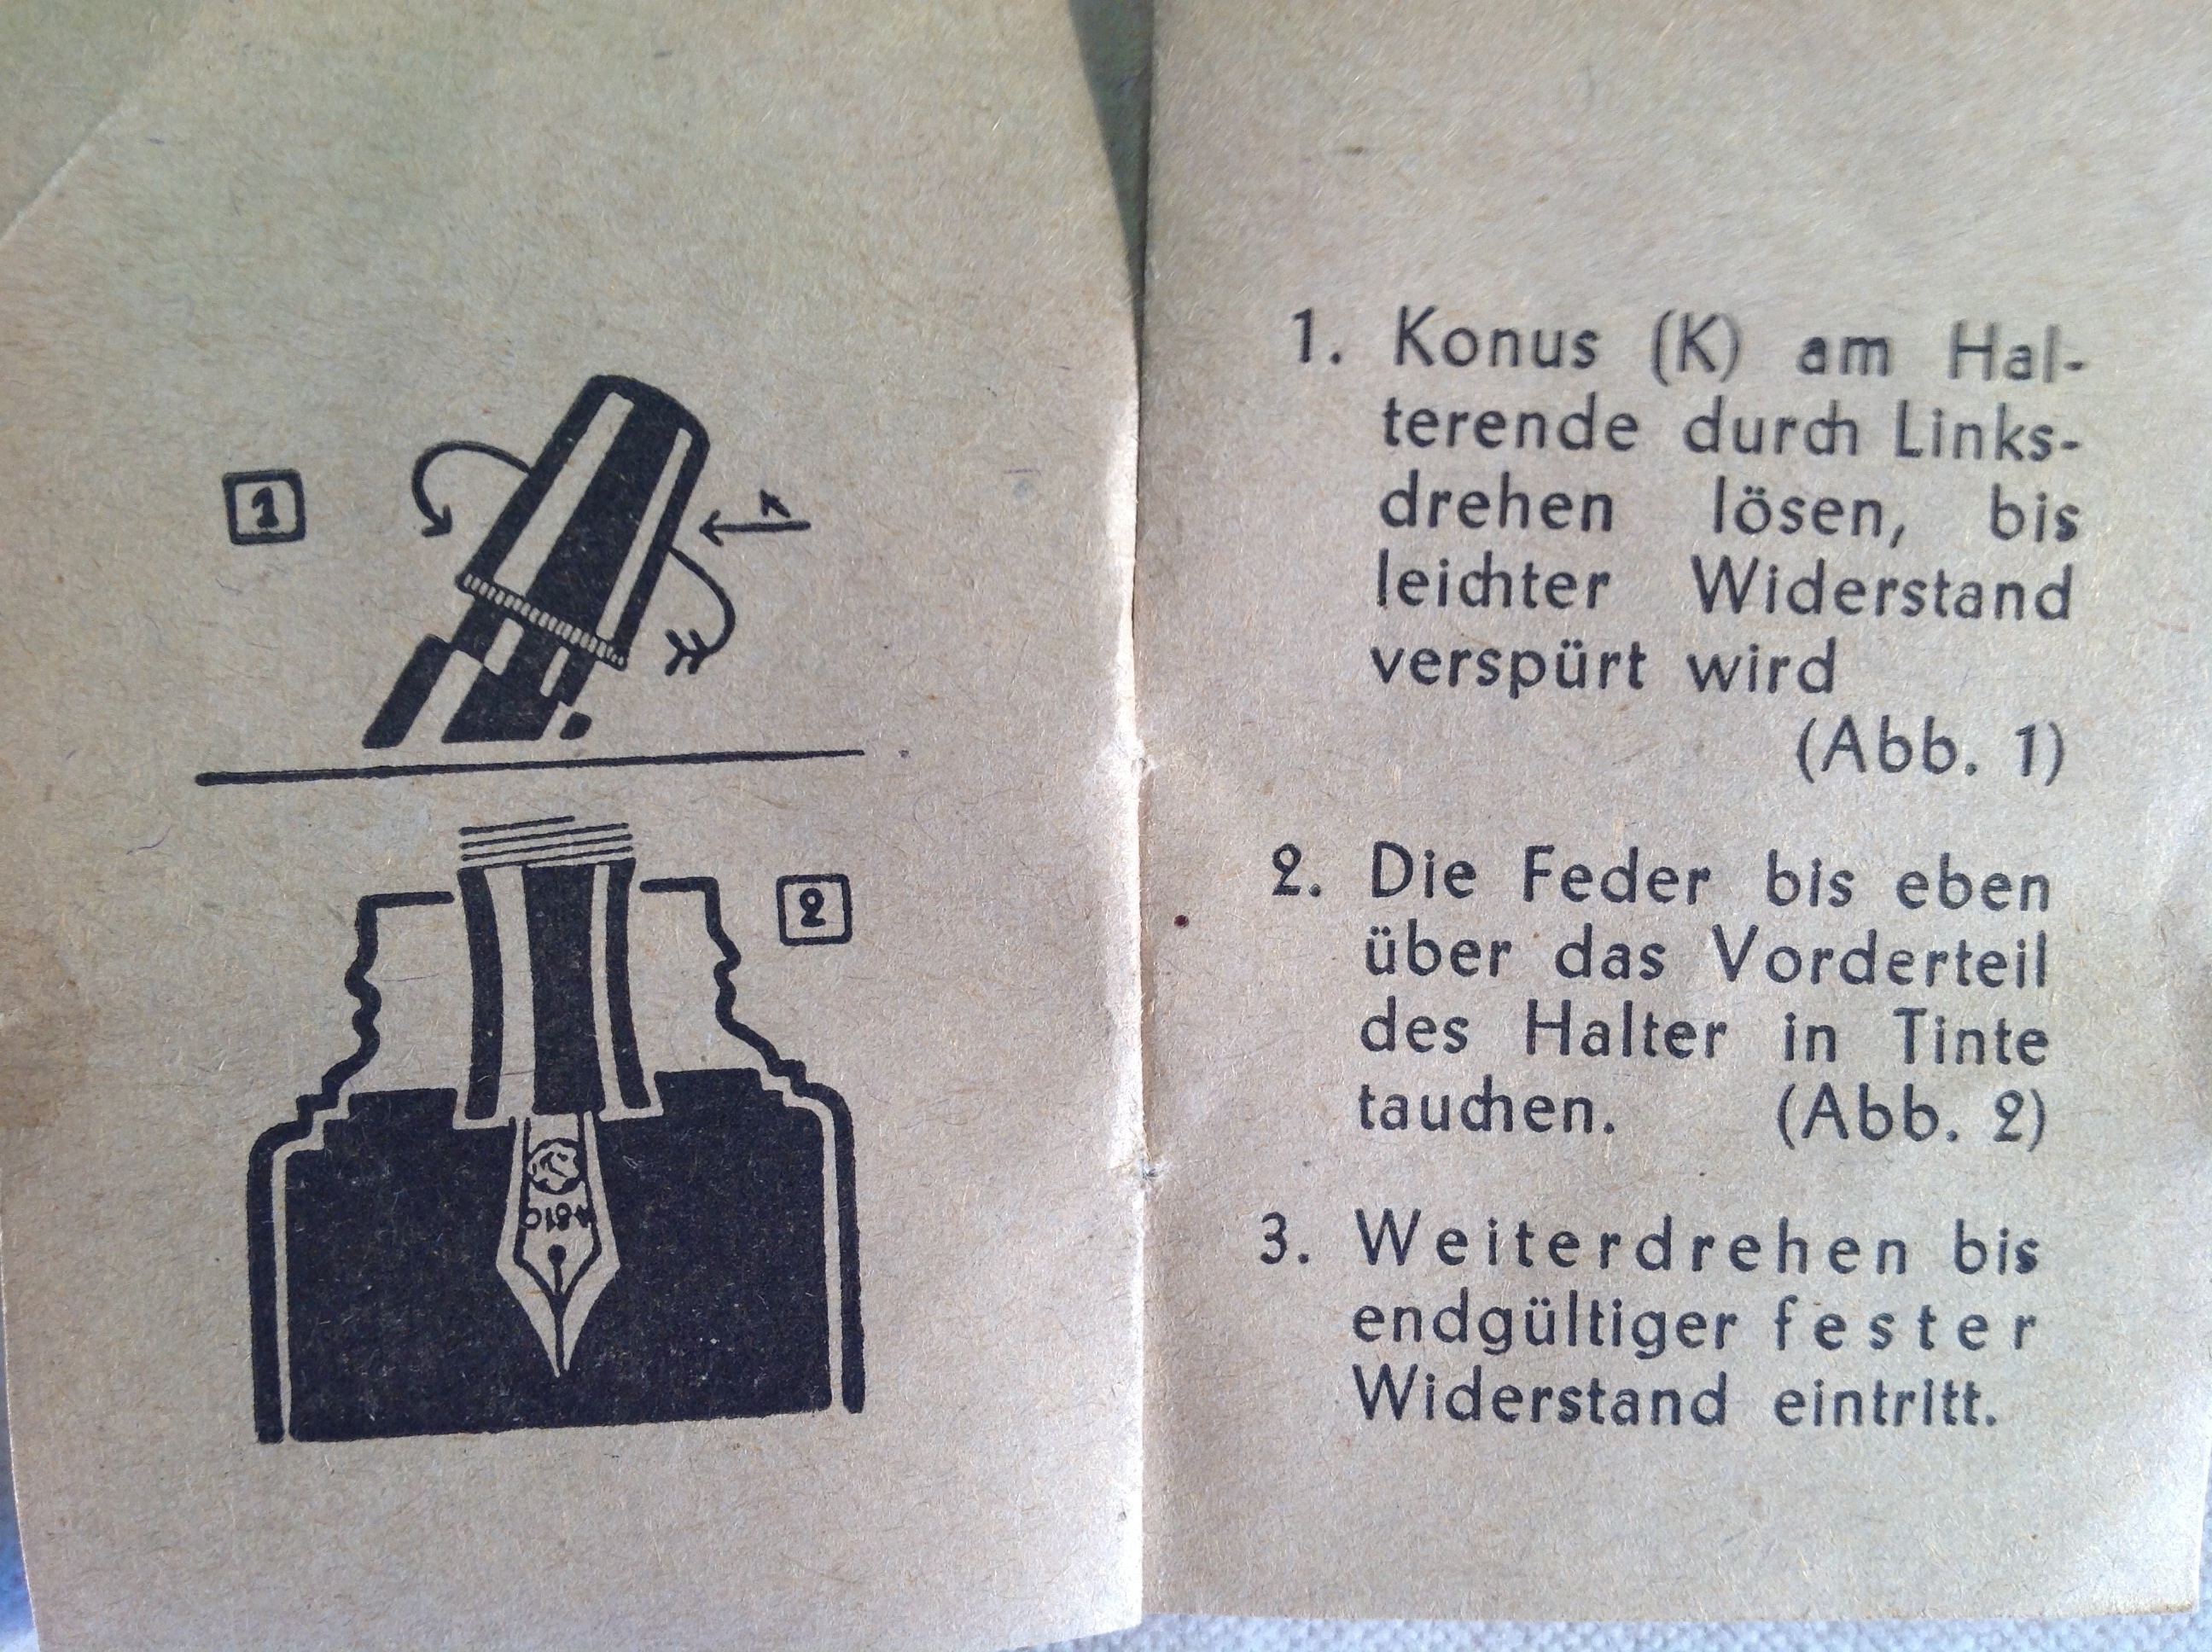 1
2
1. Konus (K) am Hal-
terende durch Links-
drehen lösen, bis
leichter Widerstand
verspürt wird
(Abb. 1)
2. Die Feder bis eben
über das Vorderteil
des Halter in Tinte
tauchen. (Abb. 2)
3. Weiterdrehen bis
endgültiger fester
Widerstand eintritt.